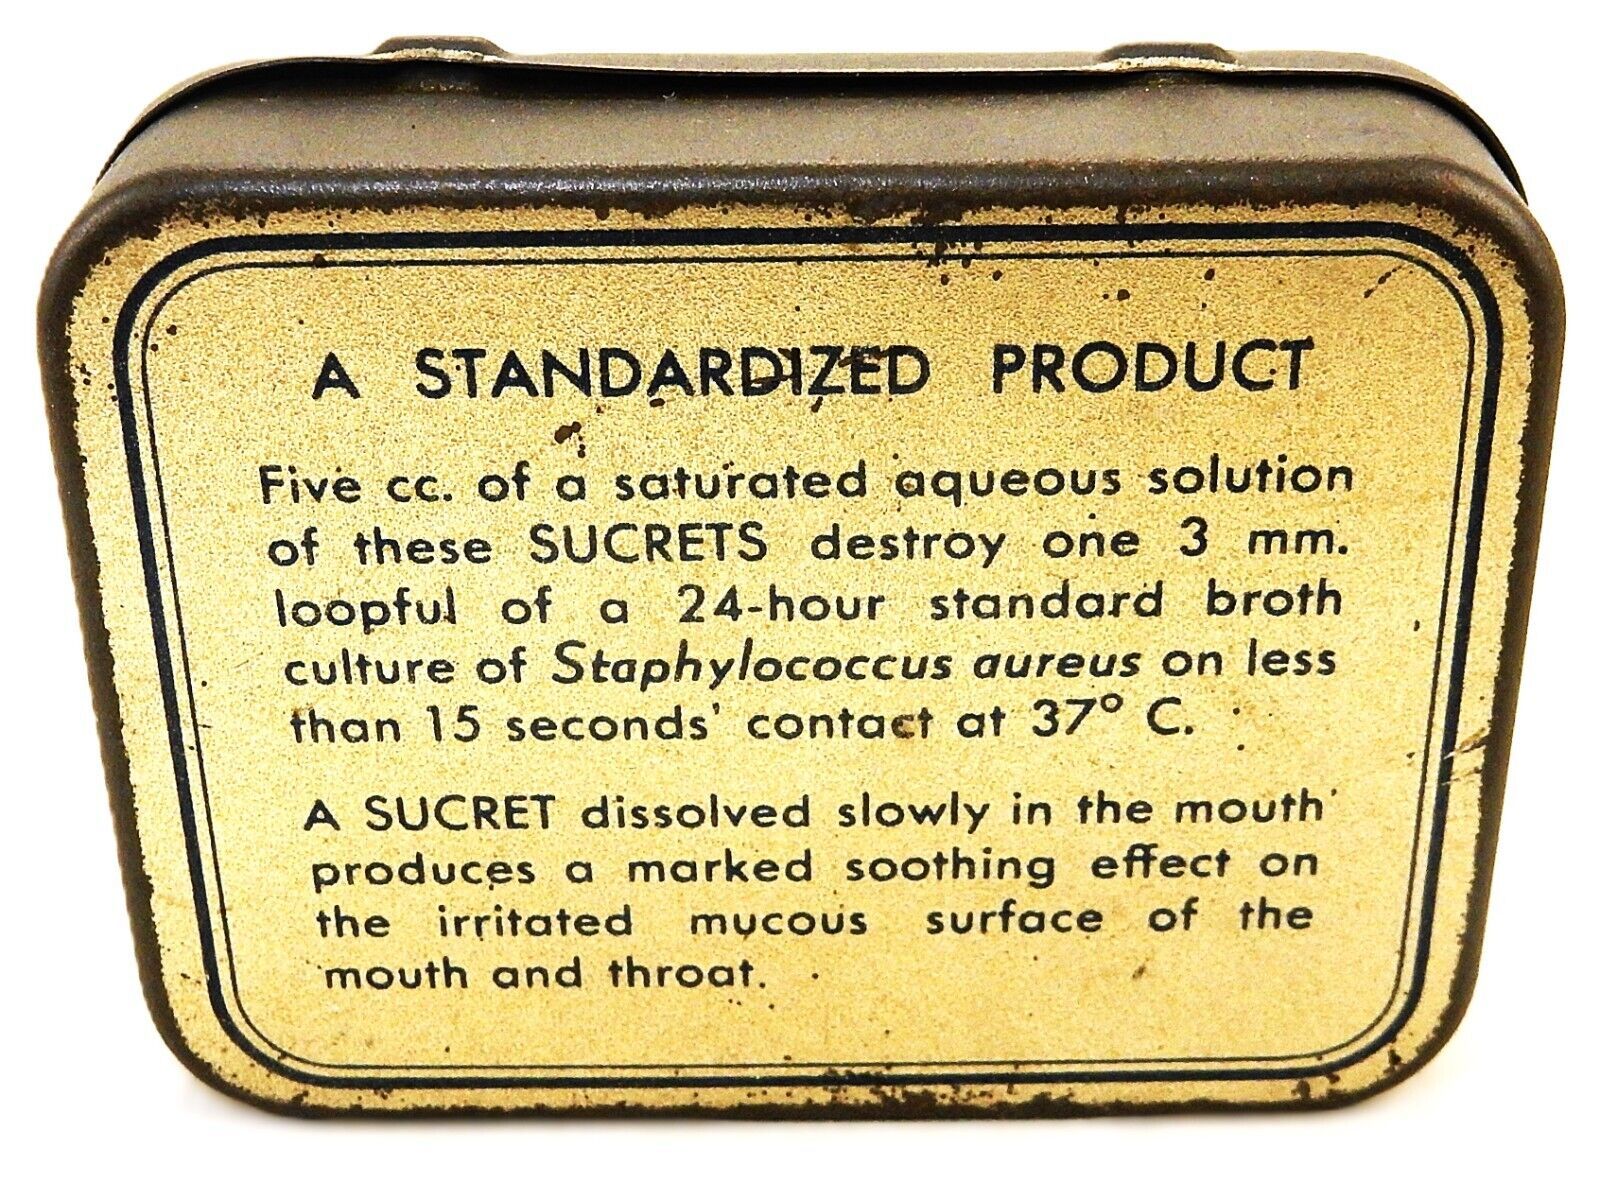 A STANDARDIZED PRODUCT
Five cc. of a saturated aqueous solution
of these SUCRETS destroy one 3 mm.
loopful of a 24-hour standard broth
culture of Staphylococcus aureus on less
than 15 seconds' contact at 37° C.
A SUCRET dissolved slowly in the mouth
produces a marked soothing effect on
the irritated mucous surface of the
mouth and throat.